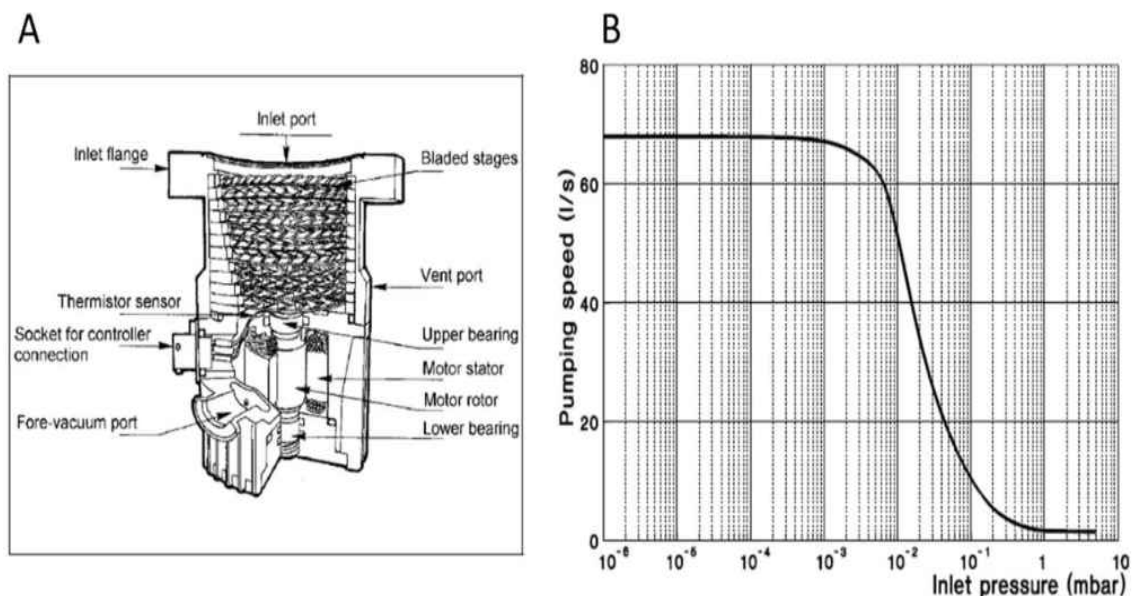 A
Inlet port
Inlet flange
Bladed stages
Vent port
Thermistor sensor
Socket for controller
connection
Upper bearing
Motor stator
Motor rotor
Fore-vacuum port
Lower bearing
B
80
60
40
20
0
Pumping speed (l/s)
10⁻⁶ 10⁻⁵ 10⁻⁴ 10⁻³ 10⁻² 10⁻¹ 1 10
Inlet pressure (mbar)